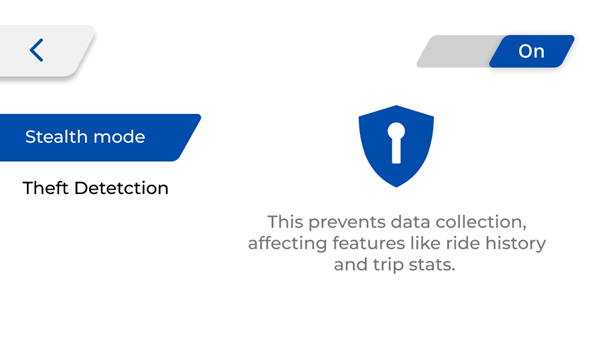 On
Stealth mode
Theft Detetction
This prevents data collection,
affecting features like ride history
and trip stats.